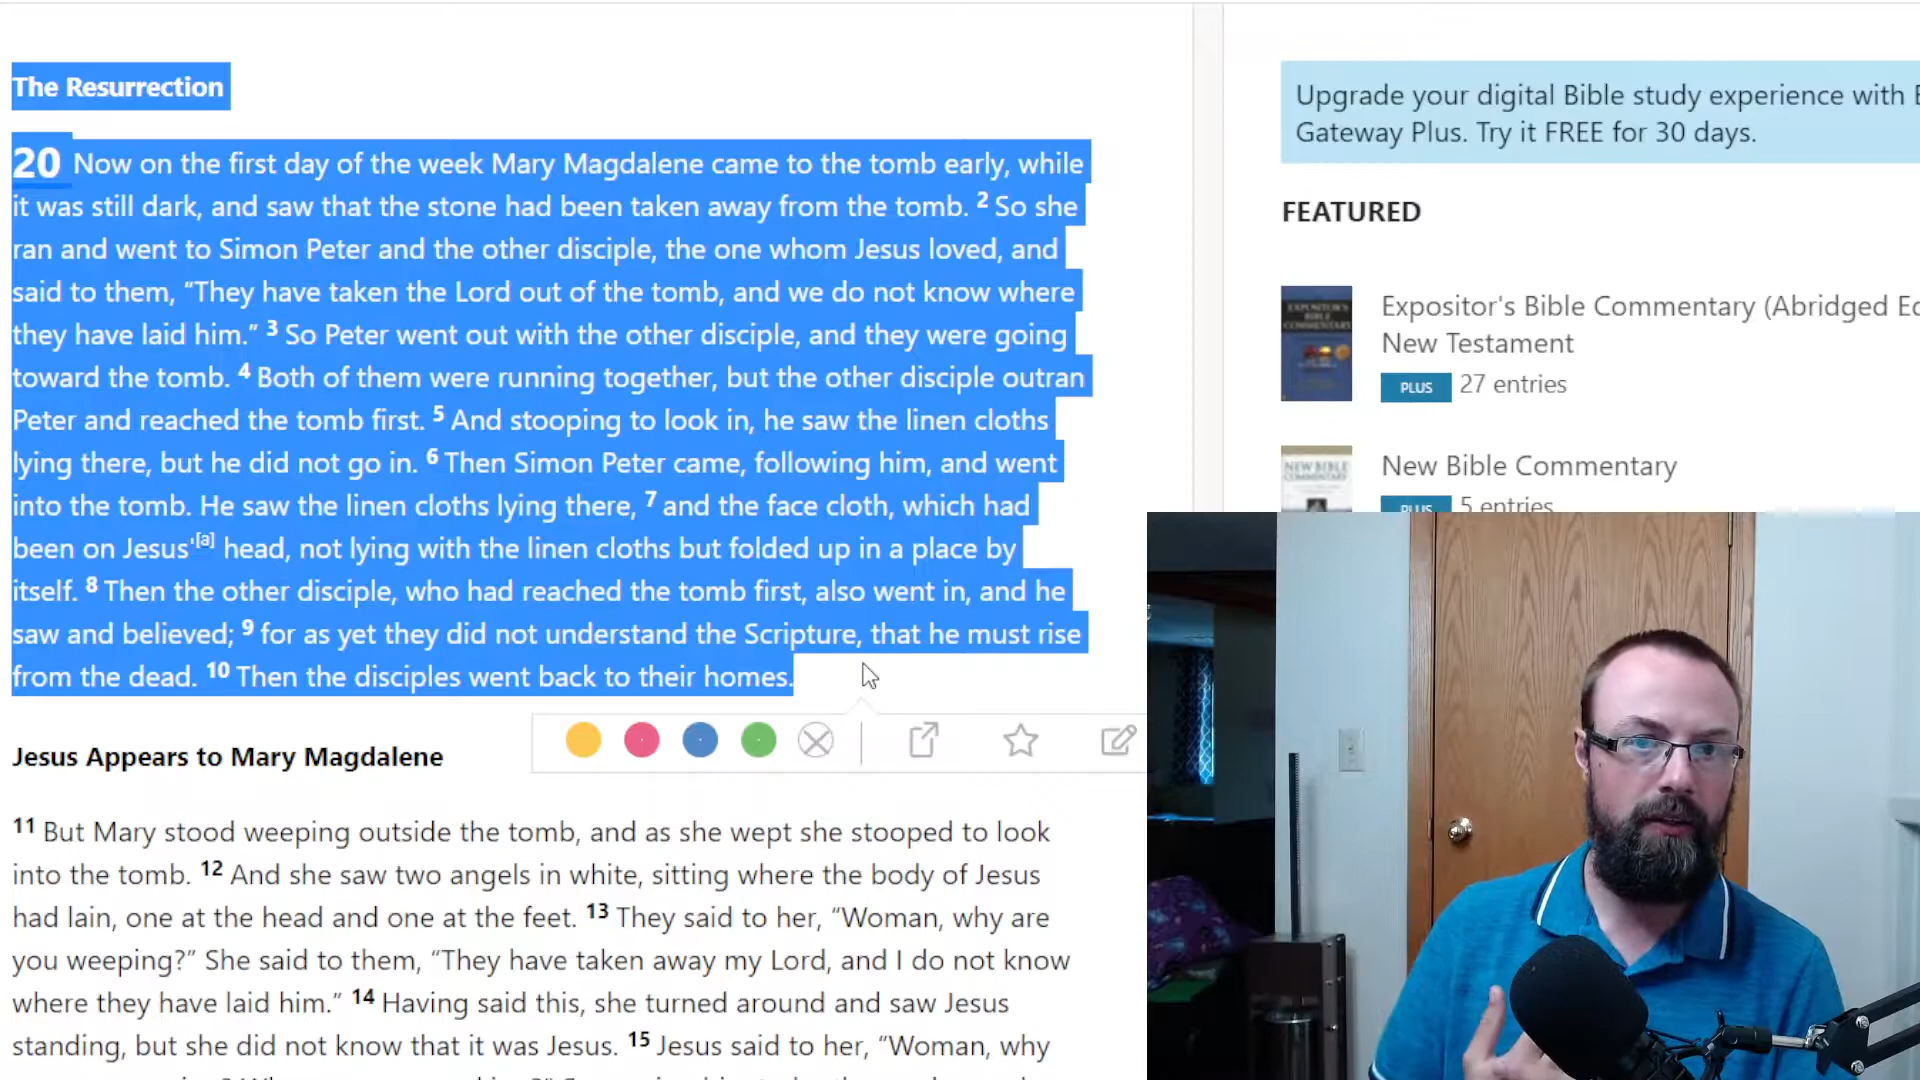 The Resurrection
20 Now on the first day of the week Mary Magdalene came to the tomb early, while
it was still dark, and saw that the stone had been taken away from the tomb. 2 So she
ran and went to Simon Peter and the other disciple, the one whom Jesus loved, and
said to them, “They have taken the Lord out of the tomb, and we do not know where
they have laid him.” 3 So Peter went out with the other disciple, and they were going
toward the tomb. 4 Both of them were running together, but the other disciple outran
Peter and reached the tomb first. 5 And stooping to look in, he saw the linen cloths
lying there, but he did not go in. 6 Then Simon Peter came, following him, and went
into the tomb. He saw the linen cloths lying there, 7 and the face cloth, which had
been on Jesus'[a] head, not lying with the linen cloths but folded up in a place by
itself. 8 Then the other disciple, who had reached the tomb first, also went in, and he
saw and believed; 9 for as yet they did not understand the Scripture, that he must rise
from the dead. 10 Then the disciples went back to their homes.
Jesus Appears to Mary Magdalene
11 But Mary stood weeping outside the tomb, and as she wept she stooped to look
into the tomb. 12 And she saw two angels in white, sitting where the body of Jesus
had lain, one at the head and one at the feet. 13 They said to her, “Woman, why are
you weeping?” She said to them, “They have taken away my Lord, and I do not know
where they have laid him.” 14 Having said this, she turned around and saw Jesus
standing, but she did not know that it was Jesus. 15 Jesus said to her, “Woman, why
Upgrade your digital Bible study experience with
Gateway Plus. Try it FREE for 30 days.
FEATURED
EXPOSITOR'S
BIBLE
COMMENTARY
Expositor's Bible Commentary (Abridged
New Testament
PLUS 27 entries
NEW BIBLE
COMMENTARY
New Bible Commentary
PLUS 5 entries